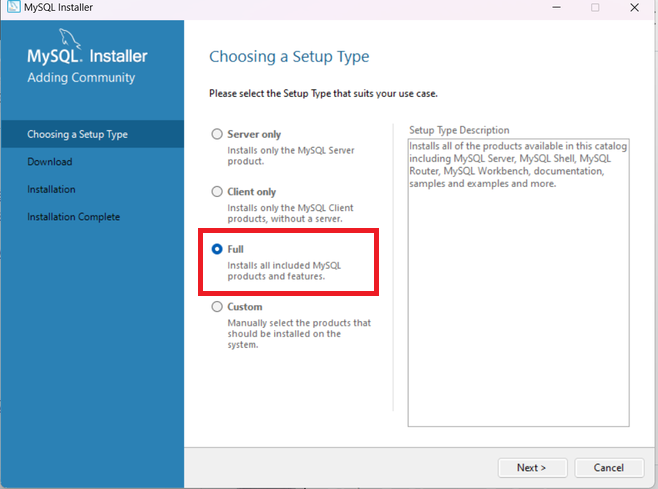 MySQL Installer
MySQL. Installer
Adding Community
Choosing a Setup Type
Download
Installation
Installation Complete
Choosing a Setup Type
Please select the Setup Type that suits your use case.
Server only
Installs only the MySQL Server
product.
Client only
Installs only the MySQL Client
products, without a server.
Full
Installs all included MySQL
products and features.
Custom
Manually select the products that
should be installed on the
system.
Setup Type Description
Installs all of the products available in this catalog
including MySQL Server, MySQL Shell, MySQL
Router, MySQL Workbench, documentation,
samples and examples and more.
Next >
Cancel